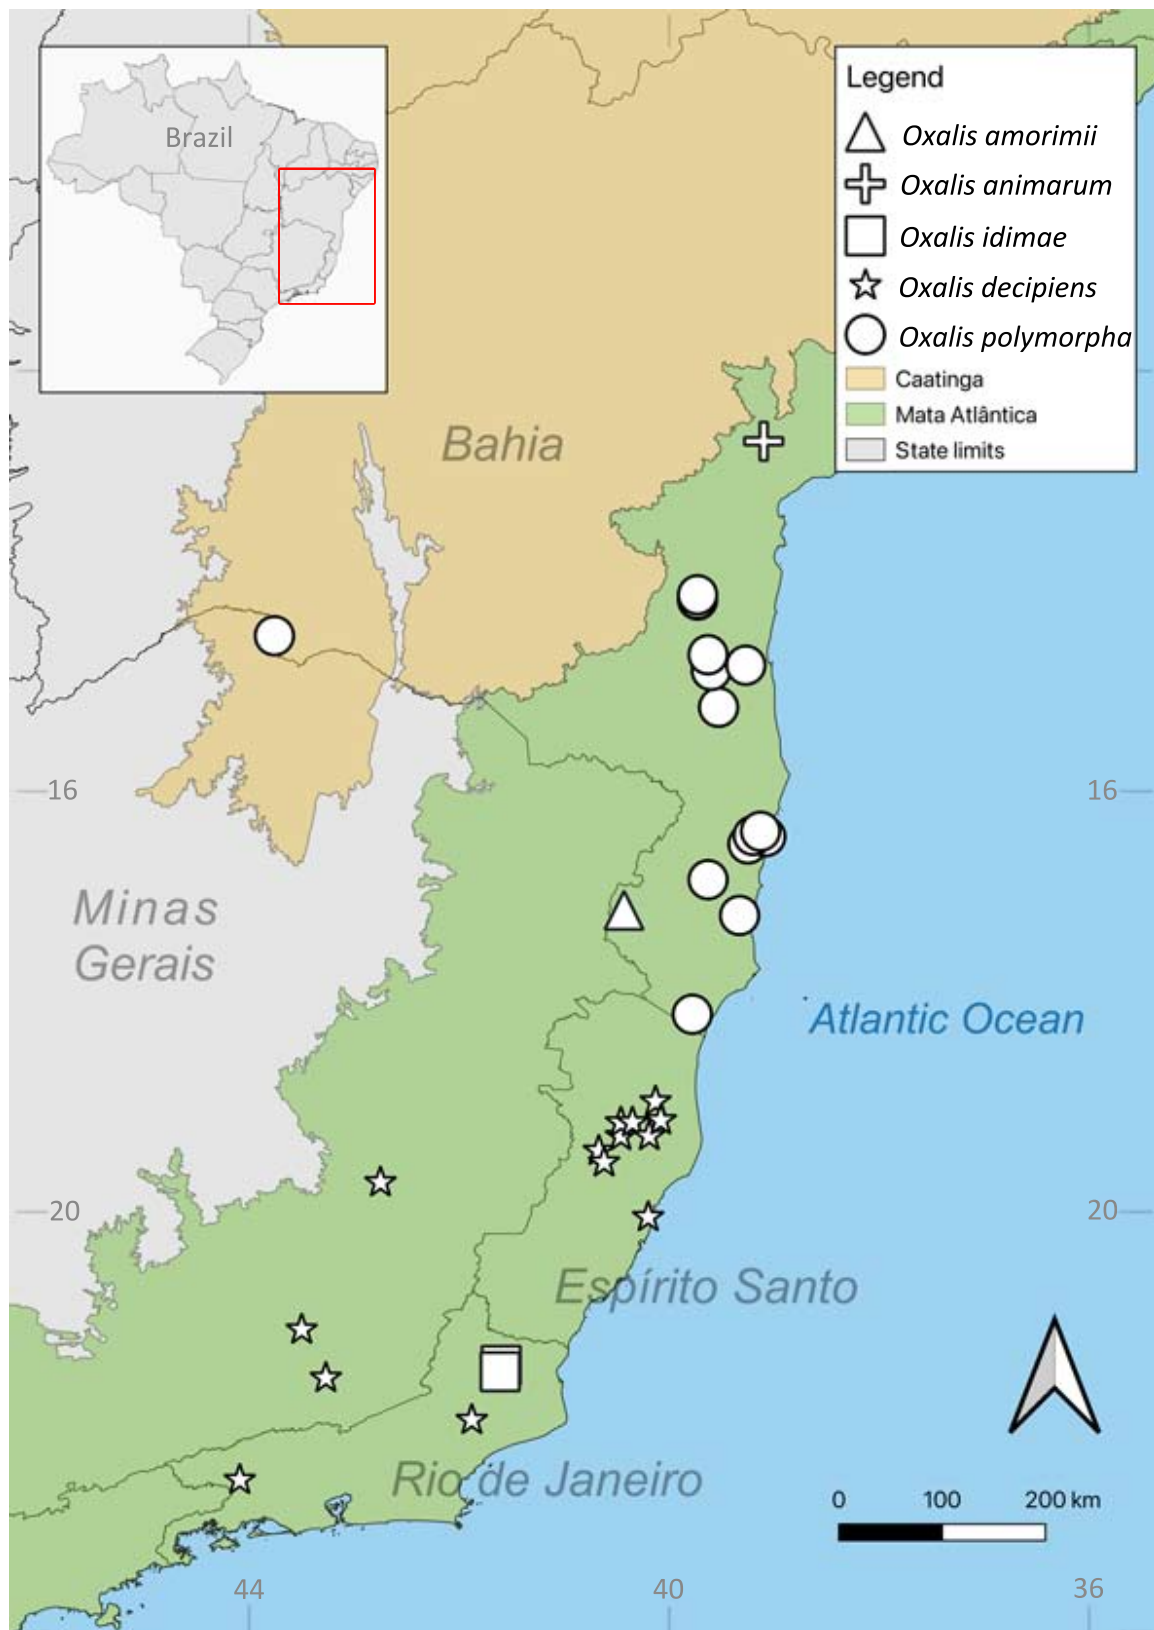 Brazil
Legend
Oxalis amorimii
Oxalis animarum
Oxalis idimae
Oxalis decipiens
Oxalis polymorpha
Caatinga
Mata Atlântica
State limits
Bahia
16
16
Minas
Gerais
Atlantic Ocean
20
20
Espírito Santo
Rio de Janeiro
0 100 200 km
44 40 36